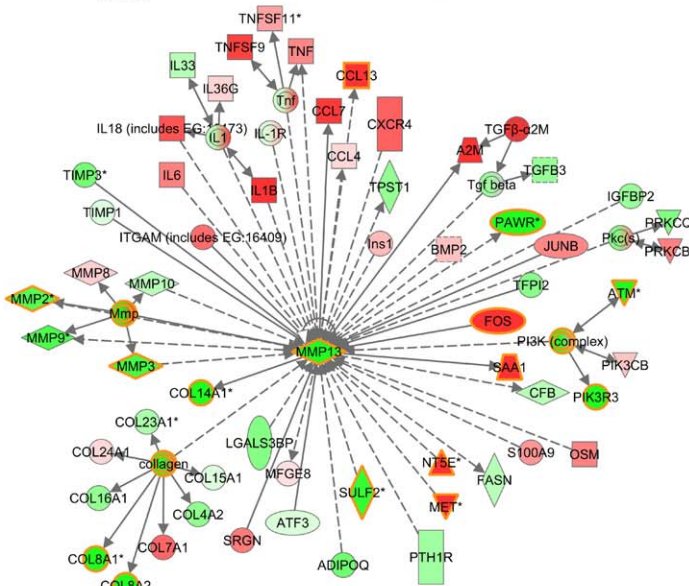 TNFSF11*
TNFSF9
TNF
IL33
CCL13
IL36G
Tnf
CCL7
CXCR4
IL18 (includes EG:16173)
IL1
IL-1R
TGFβ-α2M
A2M
CCL4
TIMP3*
IL6
IL1B
TPST1
Tgf beta
TGFB3
IGFBP2
TIMP1
PAWR*
PRKCQ
ITGAM (includes EG:16409)
Ins1
BMP2
JUNB
Pkc(s)
PRKCB
MMP8
MMP10
TFPI2
ATM*
MMP2*
Mmp
FOS
MMP9*
MMP13
PI3K (complex)
MMP3
SAA1
PIK3CB
COL14A1*
CFB
PIK3R3
COL23A1*
LGALS3BP
COL24A1
collagen
S100A9
OSM
COL15A1
MFGE8
NT5E*
FASN
COL16A1
SULF2*
COL4A2
ATF3
MET*
SRGN
COL8A1*
COL7A1
ADIPOQ
PTH1R
COL8A2